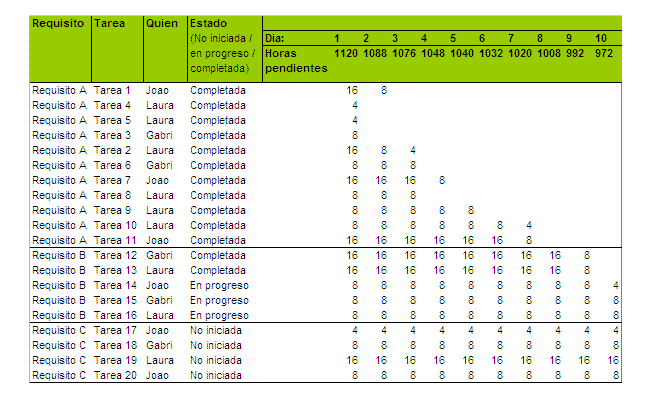 Requisito Tarea Quien Estado
(No iniciada / Dia: 1 2 3 4 5 6 7 8 9 10
en progreso / Horas 1120 1088 1076 1048 1040 1032 1020 1008 992 972
completada) pendientes
Requisito A Tarea 1 Joao Completada 16 8
Requisito A Tarea 4 Laura Completada 4
Requisito A Tarea 5 Laura Completada 4
Requisito A Tarea 3 Gabri Completada 8
Requisito A Tarea 2 Laura Completada 16 8 4
Requisito A Tarea 6 Gabri Completada 8 8 8
Requisito A Tarea 7 Joao Completada 16 16 16 8
Requisito A Tarea 8 Laura Completada 8 8 8
Requisito A Tarea 9 Laura Completada 8 8 8 8 8
Requisito A Tarea 10 Laura Completada 8 8 8 8 8 8 4
Requisito A Tarea 11 Joao Completada 16 16 16 16 16 16 8
Requisito B Tarea 12 Gabri Completada 16 16 16 16 16 16 16 16 8
Requisito B Tarea 13 Laura Completada 16 16 16 16 16 16 16 16 8
Requisito B Tarea 14 Joao En progreso 8 8 8 8 8 8 8 8 8 4
Requisito B Tarea 15 Gabri En progreso 8 8 8 8 8 8 8 8 8 8
Requisito B Tarea 16 Laura En progreso 8 8 8 8 8 8 8 8 8 8
Requisito C Tarea 17 Joao No iniciada 4 4 4 4 4 4 4 4 4 4
Requisito C Tarea 18 Gabri No iniciada 8 8 8 8 8 8 8 8 8 8
Requisito C Tarea 19 Laura No iniciada 16 16 16 16 16 16 16 16 16 16
Requisito C Tarea 20 Joao No iniciada 8 8 8 8 8 8 8 8 8 8